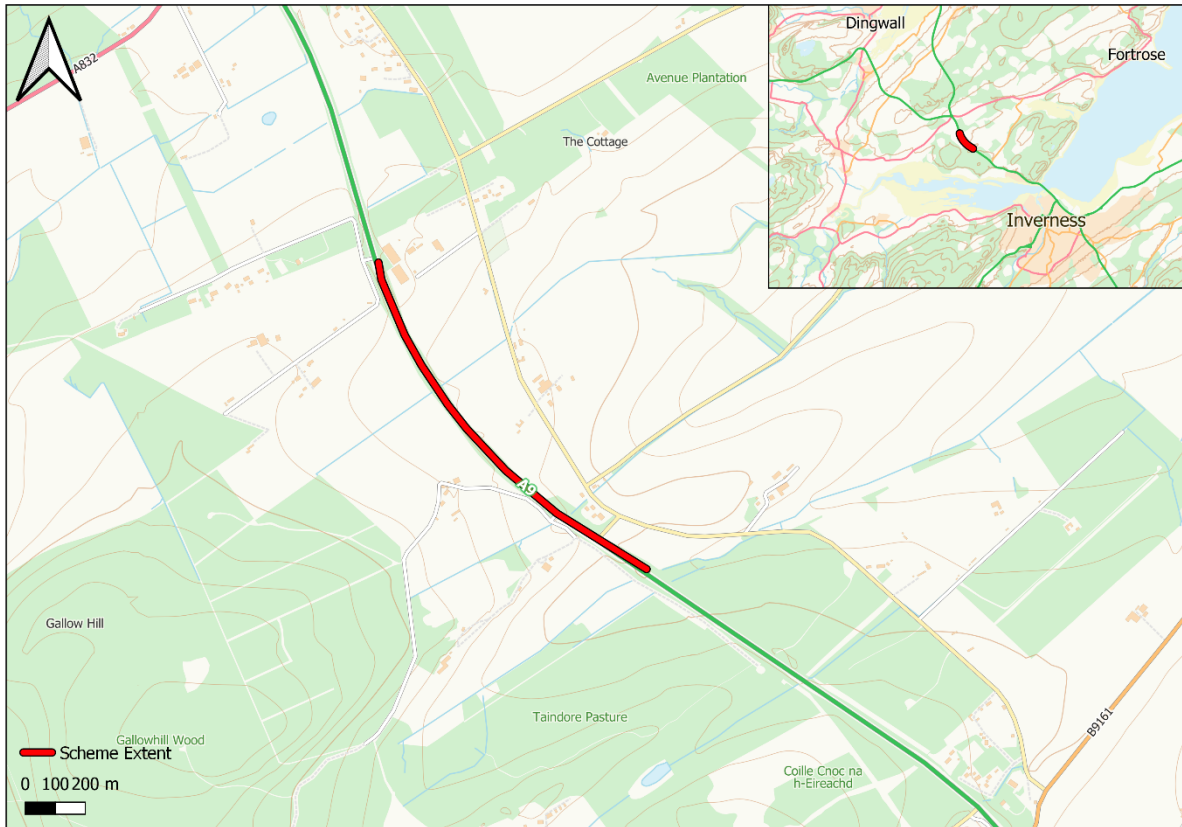 A832
Avenue Plantation
The Cottage
Dingwall
Fortrose
Inverness
A9
Gallow Hill
Gallowhill Wood
Taindore Pasture
Coille Cnoc na
h-Eireachd
B9161
Scheme Extent
0 100 200 m